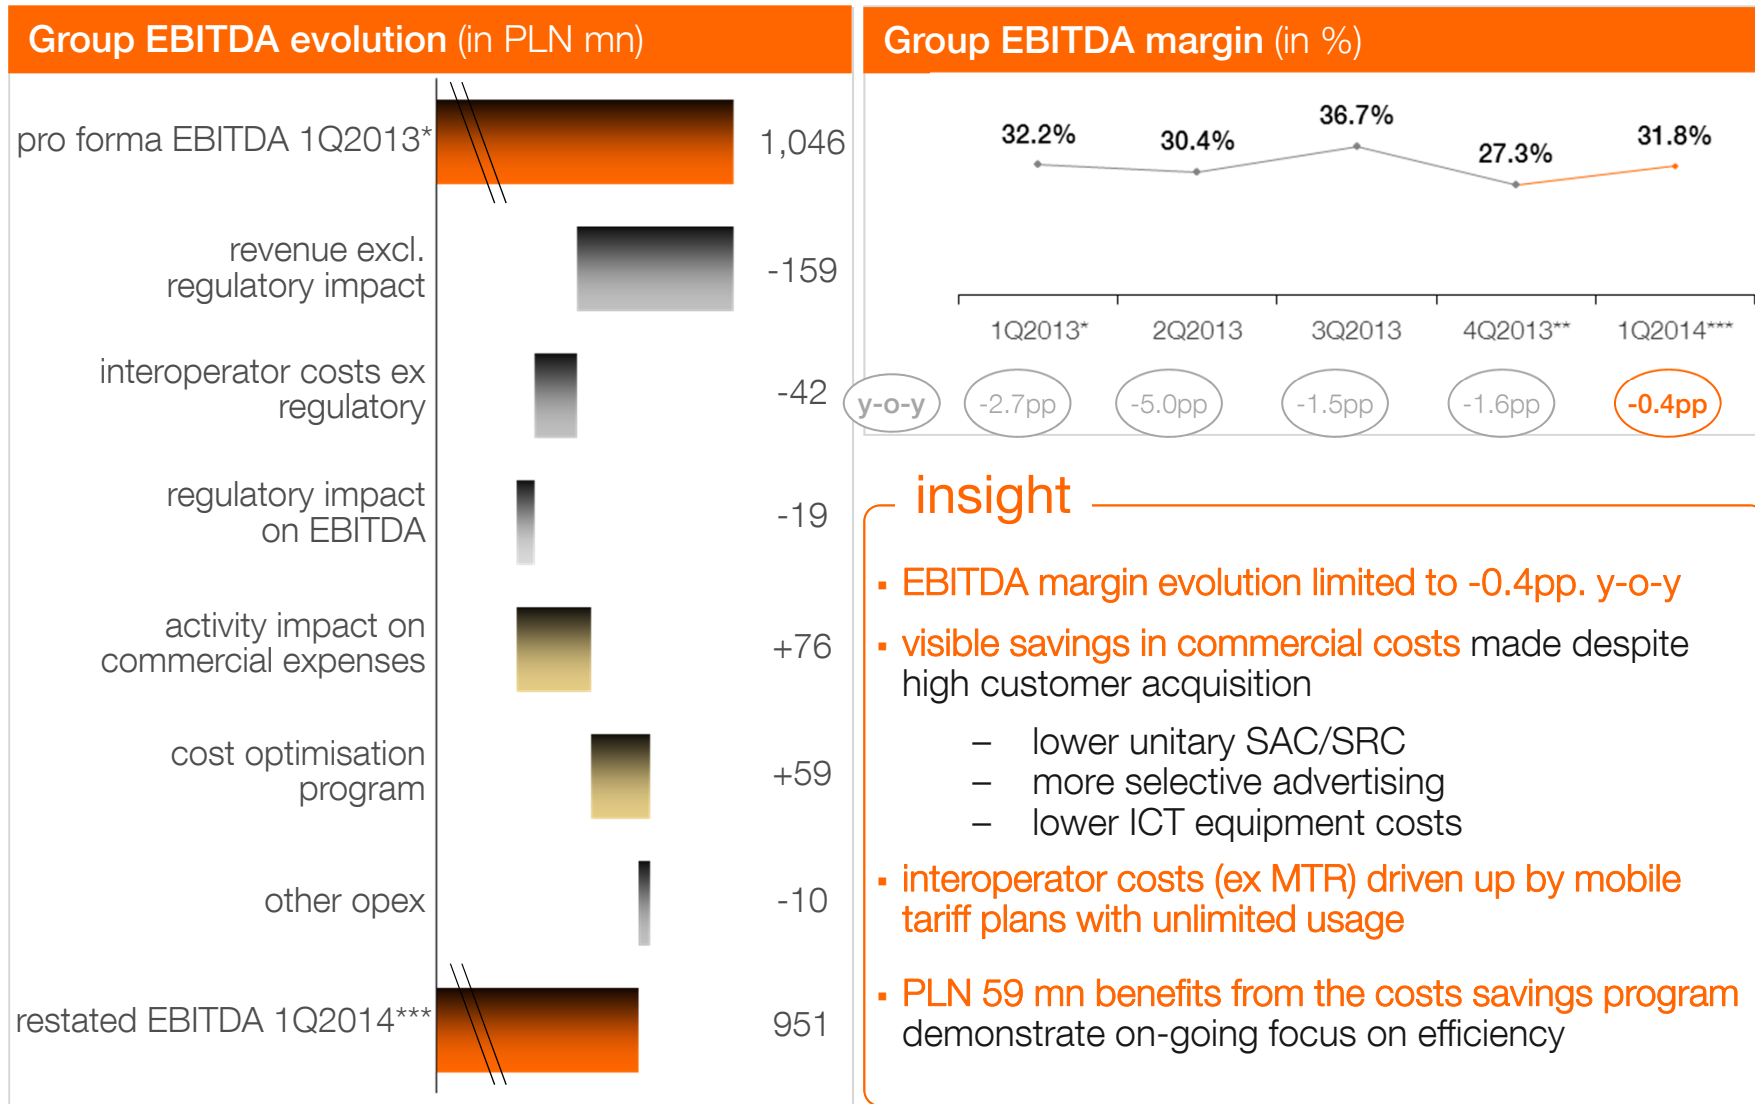 Group EBITDA evolution (in PLN mn)
pro forma EBITDA 1Q2013*
1,046
revenue excl.
regulatory impact
-159
interoperator costs ex
regulatory
-42
regulatory impact
on EBITDA
-19
activity impact on
commercial expenses
+76
cost optimisation
program
+59
other opex
-10
restated EBITDA 1Q2014***
951
Group EBITDA margin (in %)
32.2%
30.4%
36.7%
27.3%
31.8%
1Q2013*
2Q2013
3Q2013
4Q2013**
1Q2014***
y-o-y
-2.7pp
-5.0pp
-1.5pp
-1.6pp
-0.4pp
insight
▪ EBITDA margin evolution limited to -0.4pp. y-o-y
▪ visible savings in commercial costs made despite
high customer acquisition
– lower unitary SAC/SRC
– more selective advertising
– lower ICT equipment costs
▪ interoperator costs (ex MTR) driven up by mobile
tariff plans with unlimited usage
▪ PLN 59 mn benefits from the costs savings program
demonstrate on-going focus on efficiency